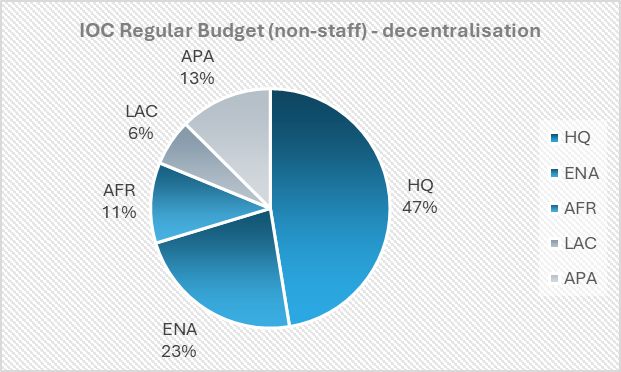 IOC Regular Budget (non-staff) - decentralisation
APA
13%
LAC
6%
AFR
11%
HQ
47%
ENA
23%
HQ
ENA
AFR
LAC
APA